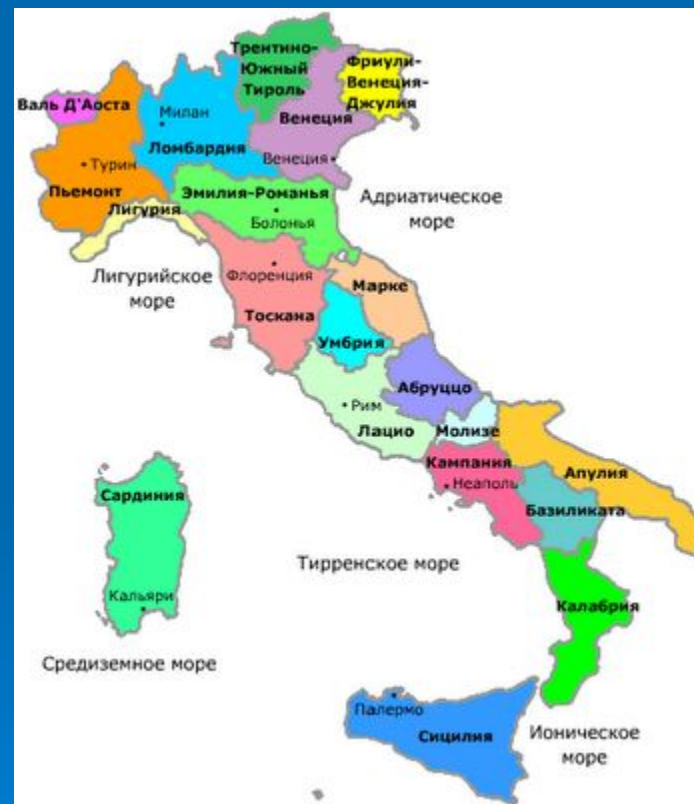 Трентино-
Южный
Тироль
Фриули-
Венеция-
Джулия
Валь Д'Аоста
Милан
Венеция
Ломбардия
Венеция
Турин
Пьемонт
Эмилия-Романья
Лигурия
Болонья
Адриатическое
море
Лигурийское
море
Флоренция
Марке
Тоскана
Умбрия
Абруццо
Рим
Лацио
Молизе
Кампания
Апулия
Неаполь
Базиликата
Сардиния
Тирренское море
Кальяри
Калабрия
Средиземное море
Палермо
Сицилия
Ионическое
море